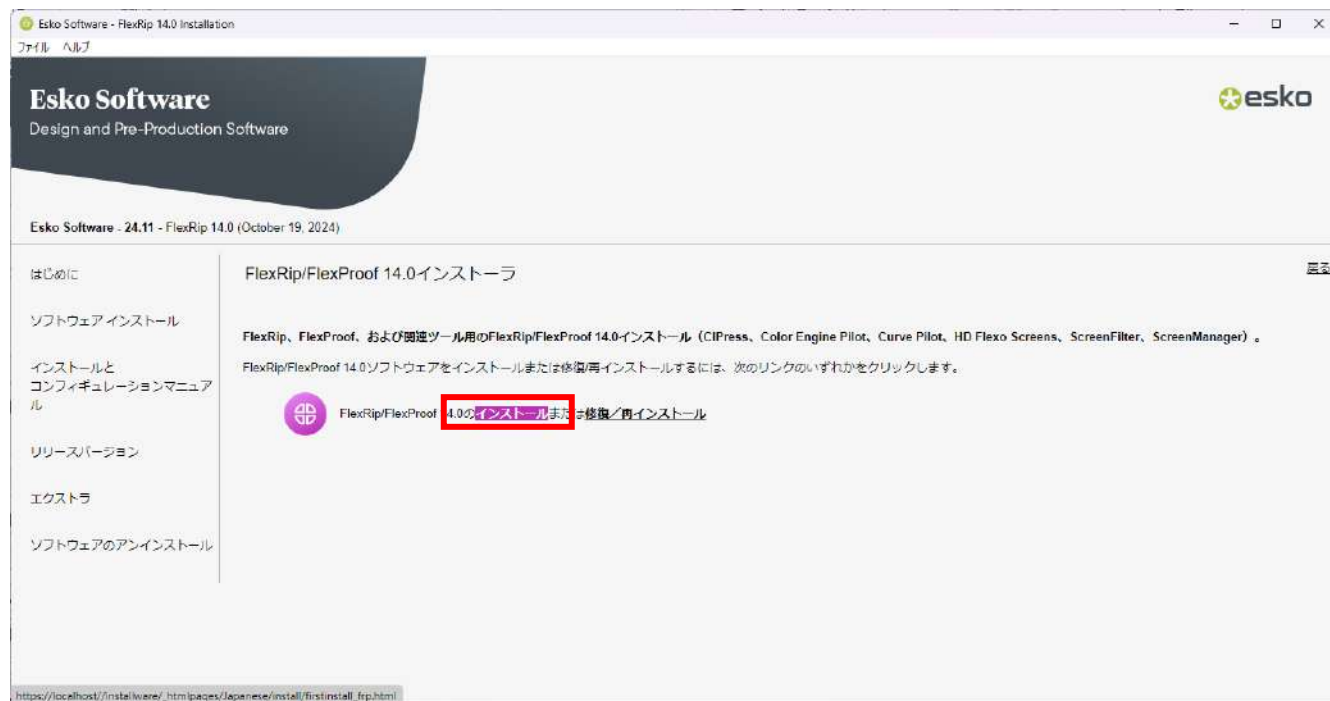 Esko Software - FlexRip 14.0 Installation
ファイル ヘルプ
Esko Software
Design and Pre-Production Software
esko
Esko Software - 24.11 - FlexRip 14.0 (October 19, 2024)
はじめに
ソフトウェア インストール
インストールと
コンフィギュレーションマニュア
ル
リリースバージョン
エクストラ
ソフトウェアのアンインストール
FlexRip/FlexProof 14.0インストーラ
戻る
FlexRip、FlexProof、および関連ツール用のFlexRip/FlexProof 14.0インストール（CIPress、Color Engine Pilot、Curve Pilot、HD Flexo Screens、ScreenFilter、ScreenManager）。
FlexRip/FlexProof 14.0ソフトウェアをインストールまたは修復/再インストールするには、次のリンクのいずれかをクリックします。
FlexRip/FlexProof 14.0のインストールまたは修復／再インストール
https://localhost//installware/_htmlpages/Japanese/install/firstinstall_frp.html